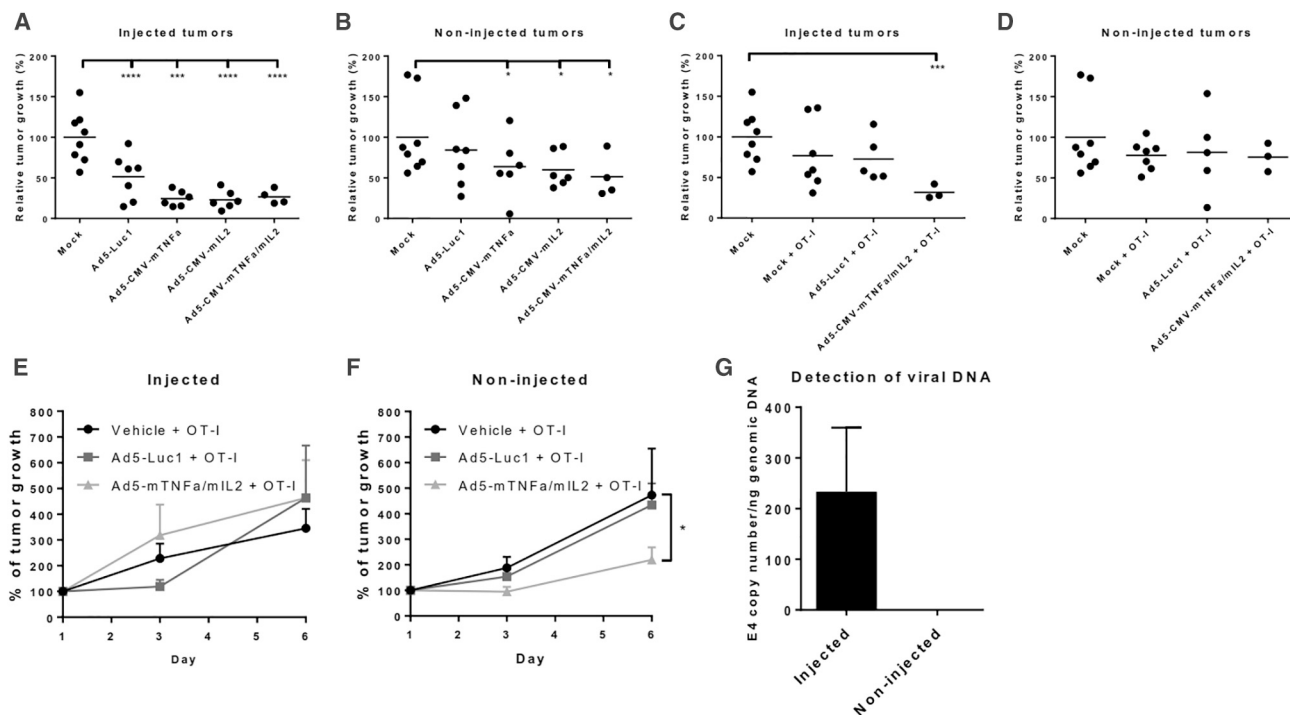 A
Injected tumors
Relative tumor growth (%)
200
150
100
50
0
**** *** **** ****
Mock
Ad5-Luc1
Ad5-CMV-mTNFa
Ad5-CMV-mIL2
Ad5-CMV-mTNFa/mIL2
B
Non-injected tumors
Relative tumor growth (%)
200
150
100
50
0
* * *
Mock
Ad5-Luc1
Ad5-CMV-mTNFa
Ad5-CMV-mIL2
Ad5-CMV-mTNFa/mIL2
C
Injected tumors
Relative tumor growth (%)
200
150
100
50
0
***
Mock
Mock + OT-I
Ad5-Luc1 + OT-I
Ad5-CMV-mTNFa/mIL2 + OT-I
D
Non-injected tumors
Relative tumor growth (%)
200
150
100
50
0
Mock
Mock + OT-I
Ad5-Luc1 + OT-I
Ad5-CMV-mTNFa/mIL2 + OT-I
E
Injected
% of tumor growth
800
700
600
500
400
300
200
100
0
Vehicle + OT-I
Ad5-Luc1 + OT-I
Ad5-mTNFa/mIL2 + OT-I
1 2 3 4 5 6
Day
F
Non-injected
% of tumor growth
800
700
600
500
400
300
200
100
0
Vehicle + OT-I
Ad5-Luc1 + OT-I
Ad5-mTNFa/mIL2 + OT-I
*
1 2 3 4 5 6
Day
G
Detection of viral DNA
E4 copy number/ng genomic DNA
400
300
200
100
0
Injected
Non-injected